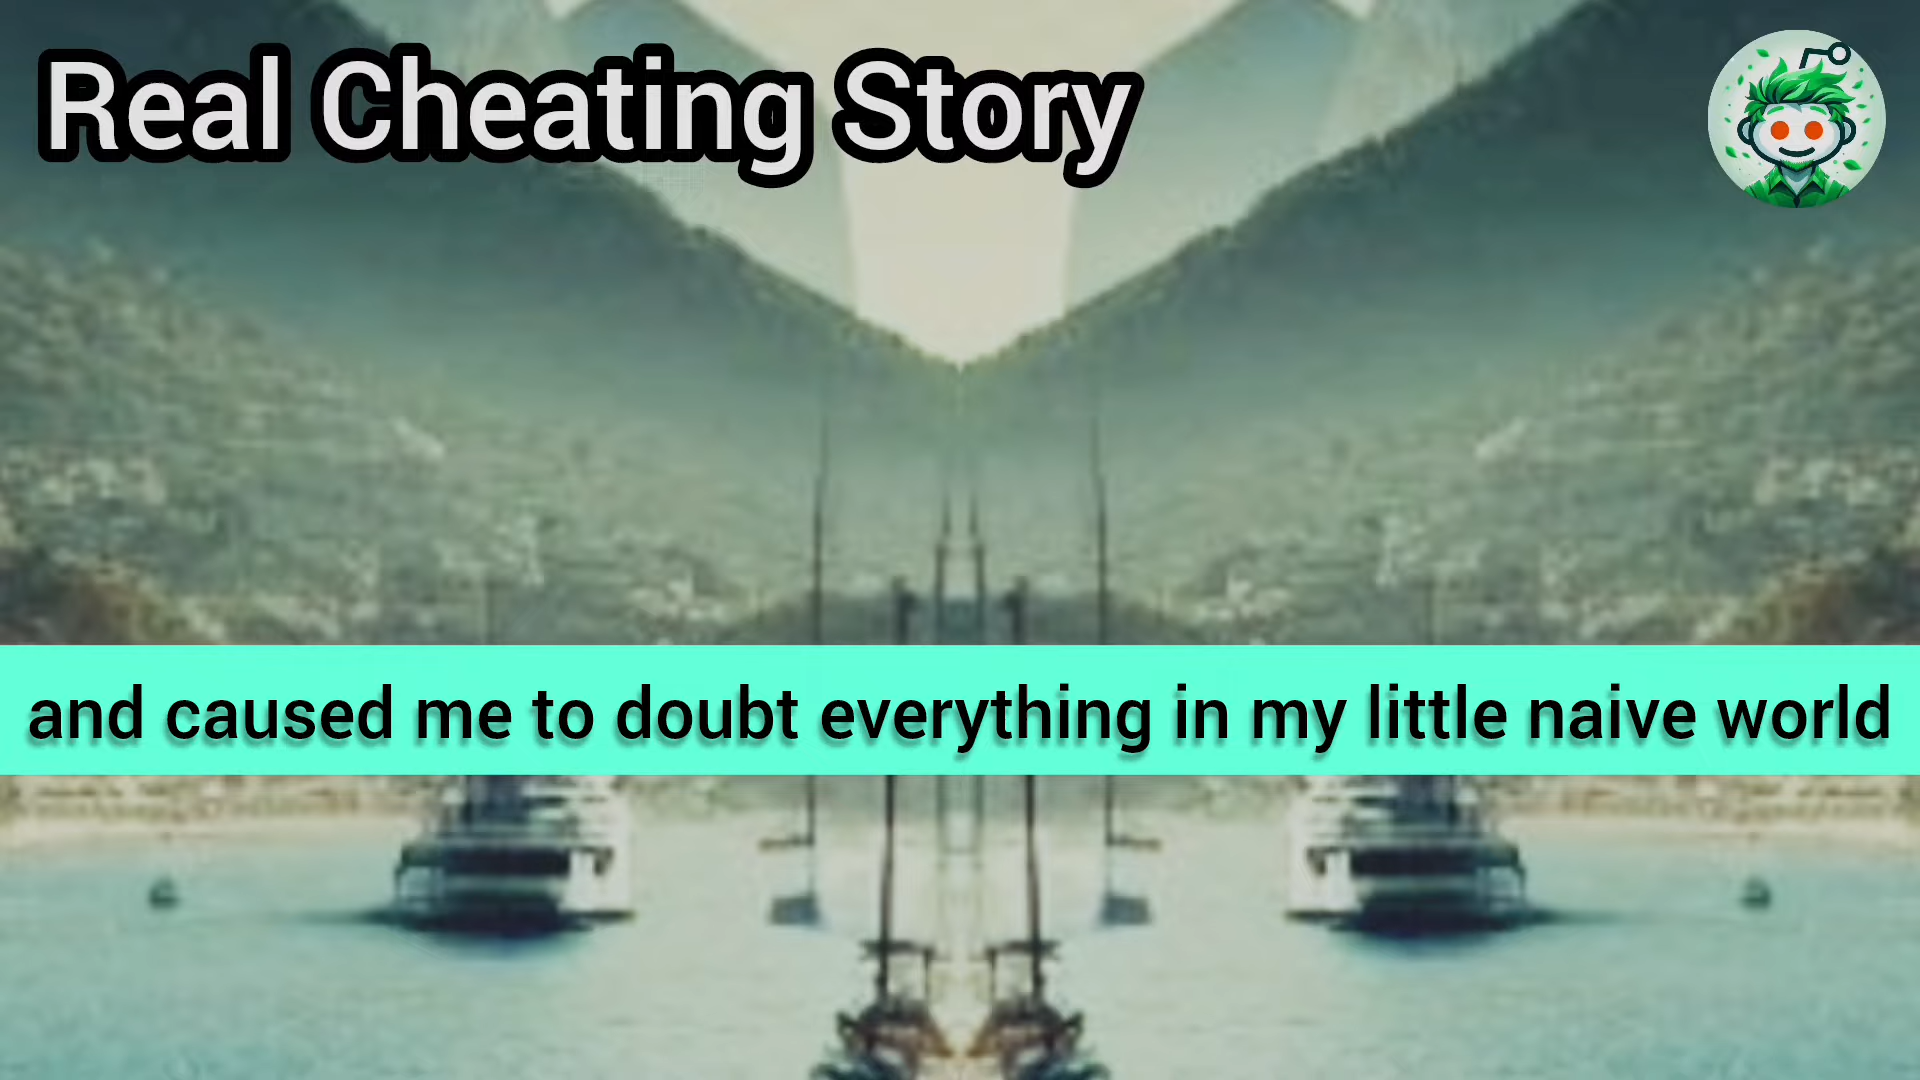 Real Cheating Story
and caused me to doubt everything in my little naive world